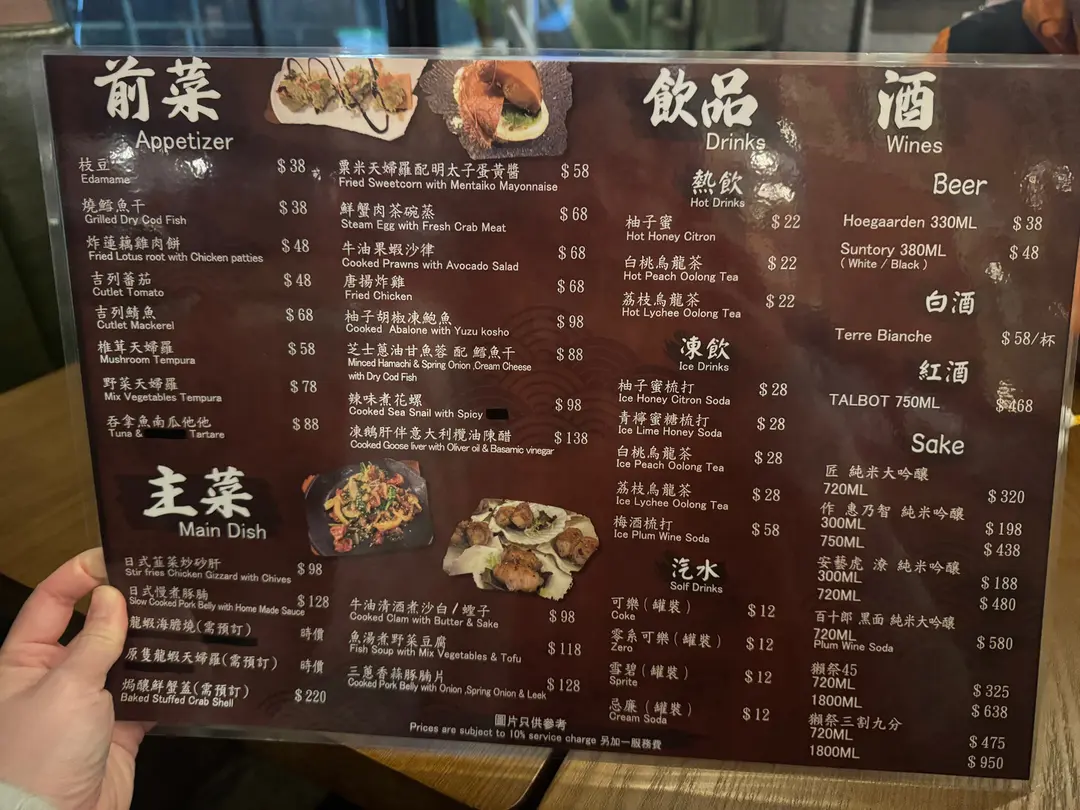 前菜
Appetizer
枝豆 $38
Edamame
燒鱈魚干 $38
Grilled Dry Cod Fish
炸蓮藕雞肉餅 $48
Fried Lotus root with Chicken patties
吉列蕃茄 $48
Cutlet Tomato
吉列鯖魚 $68
Cutlet Mackerel
椎茸天婦羅 $58
Mushroom Tempura
野菜天婦羅 $78
Mix Vegetables Tempura
吞拿魚南瓜他他 $88
Tuna & Tartare
粟米天婦羅配明太子蛋黃醬 $58
Fried Sweetcorn with Mentaiko Mayonnaise
鮮蟹肉茶碗蒸 $68
Steam Egg with Fresh Crab Meat
牛油果蝦沙律 $68
Cooked Prawns with Avocado Salad
唐揚炸雞 $68
Fried Chicken
柚子胡椒凍鮑魚 $98
Cooked Abalone with Yuzu kosho
芝士蔥油甘魚蓉 配 鱈魚干 $88
Minced Hamachi & Spring Onion ,Cream Cheese
with Dry Cod Fish
辣味煮花螺 $98
Cooked Sea Snail with Spicy
凍鵝肝伴意大利欖油陳醋 $138
Cooked Goose liver with Oliver oil & Basamic vinegar
主菜
Main Dish
日式韮菜炒砂肝 $98
Stir fries Chicken Gizzard with Chives
日式慢煮豚腩 $128
Slow Cooked Pork Belly with Home Made Sauce
龍蝦海膽燒(需預訂) 時價
原隻龍蝦天婦羅(需預訂) 時價
焗釀鮮蟹蓋(需預訂) $220
Baked Stuffed Crab Shell
牛油清酒煮沙白/蟶子 $98
Cooked Clam with Butter & Sake
魚湯煮野菜豆腐 $118
Fish Soup with Mix Vegetables & Tofu
三蔥香蒜豚腩片 $128
Cooked Pork Belly with Onion ,Spring Onion & Leek
圖片只供參考
Prices are subject to 10% service charge 另加一服務費
飲品
Drinks
熱飲
Hot Drinks
柚子蜜 $22
Hot Honey Citron
白桃烏龍茶 $22
Hot Peach Oolong Tea
荔枝烏龍茶 $22
Hot Lychee Oolong Tea
凍飲
Ice Drinks
柚子蜜梳打 $28
Ice Honey Citron Soda
青檸蜜糖梳打 $28
Ice Lime Honey Soda
白桃烏龍茶 $28
Ice Peach Oolong Tea
荔枝烏龍茶 $28
Ice Lychee Oolong Tea
梅酒梳打 $58
Ice Plum Wine Soda
汽水
Solf Drinks
可樂(罐裝) $12
Coke
零系可樂(罐裝) $12
Zero
雪碧(罐裝) $12
Sprite
忌廉(罐裝) $12
Cream Soda
酒
Wines
Beer
Hoegaarden 330ML $38
Suntory 380ML $48
( White / Black )
白酒
Terre Bianche $58/杯
紅酒
TALBOT 750ML $468
Sake
匠 純米大吟釀
720ML $320
作 惠乃智 純米吟釀
300ML $198
750ML $438
安藝虎 潦 純米吟釀
300ML $188
720ML $480
百十郎 黑面 純米大吟釀
720ML $580
Plum Wine Soda
獺祭45
720ML $325
1800ML $638
獺祭三割九分
720ML $475
1800ML $950